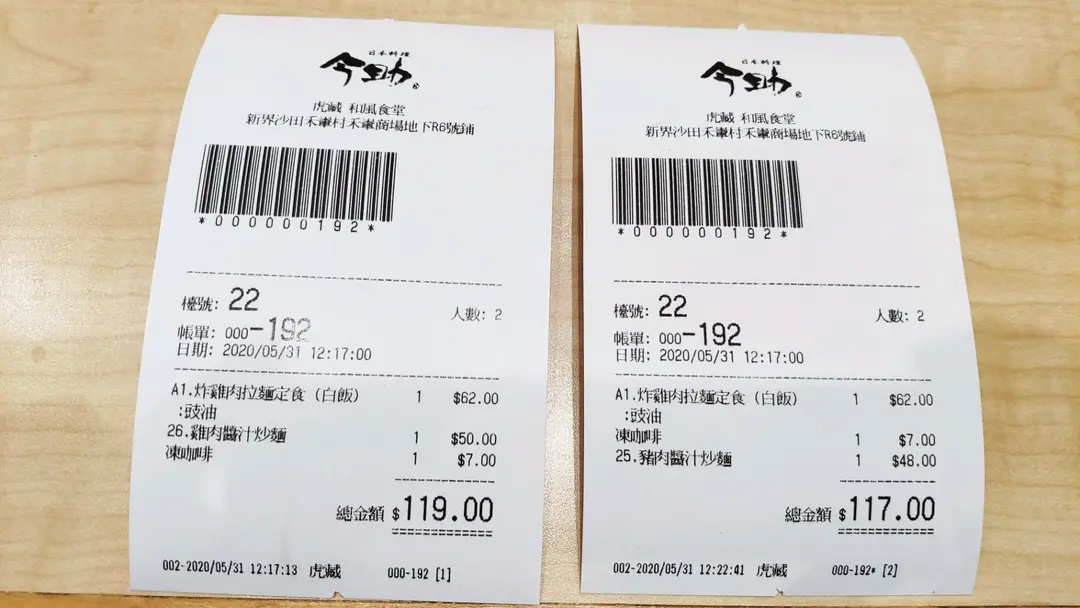 日本料理
今助
虎藏 和風食堂
新界沙田禾輋村禾輋商場地下R6號鋪
*000000192*
檯號: 22 人數: 2
帳單: 000-192
日期: 2020/05/31 12:17:00
A1.炸雞肉拉麵定食 (白飯) 1 $62.00
:豉油
26.雞肉醬汁炒麵 1 $50.00
凍咖啡 1 $7.00
總金額 $119.00
002-2020/05/31 12:17:13 虎藏 000-192 [1]
日本料理
今助
虎藏 和風食堂
新界沙田禾輋村禾輋商場地下R6號鋪
*000000192*
檯號: 22 人數: 2
帳單: 000-192
日期: 2020/05/31 12:17:00
A1.炸雞肉拉麵定食 (白飯) 1 $62.00
:豉油
凍咖啡 1 $7.00
25.豬肉醬汁炒麵 1 $48.00
總金額 $117.00
002-2020/05/31 12:22:41 虎藏 000-192* [2]